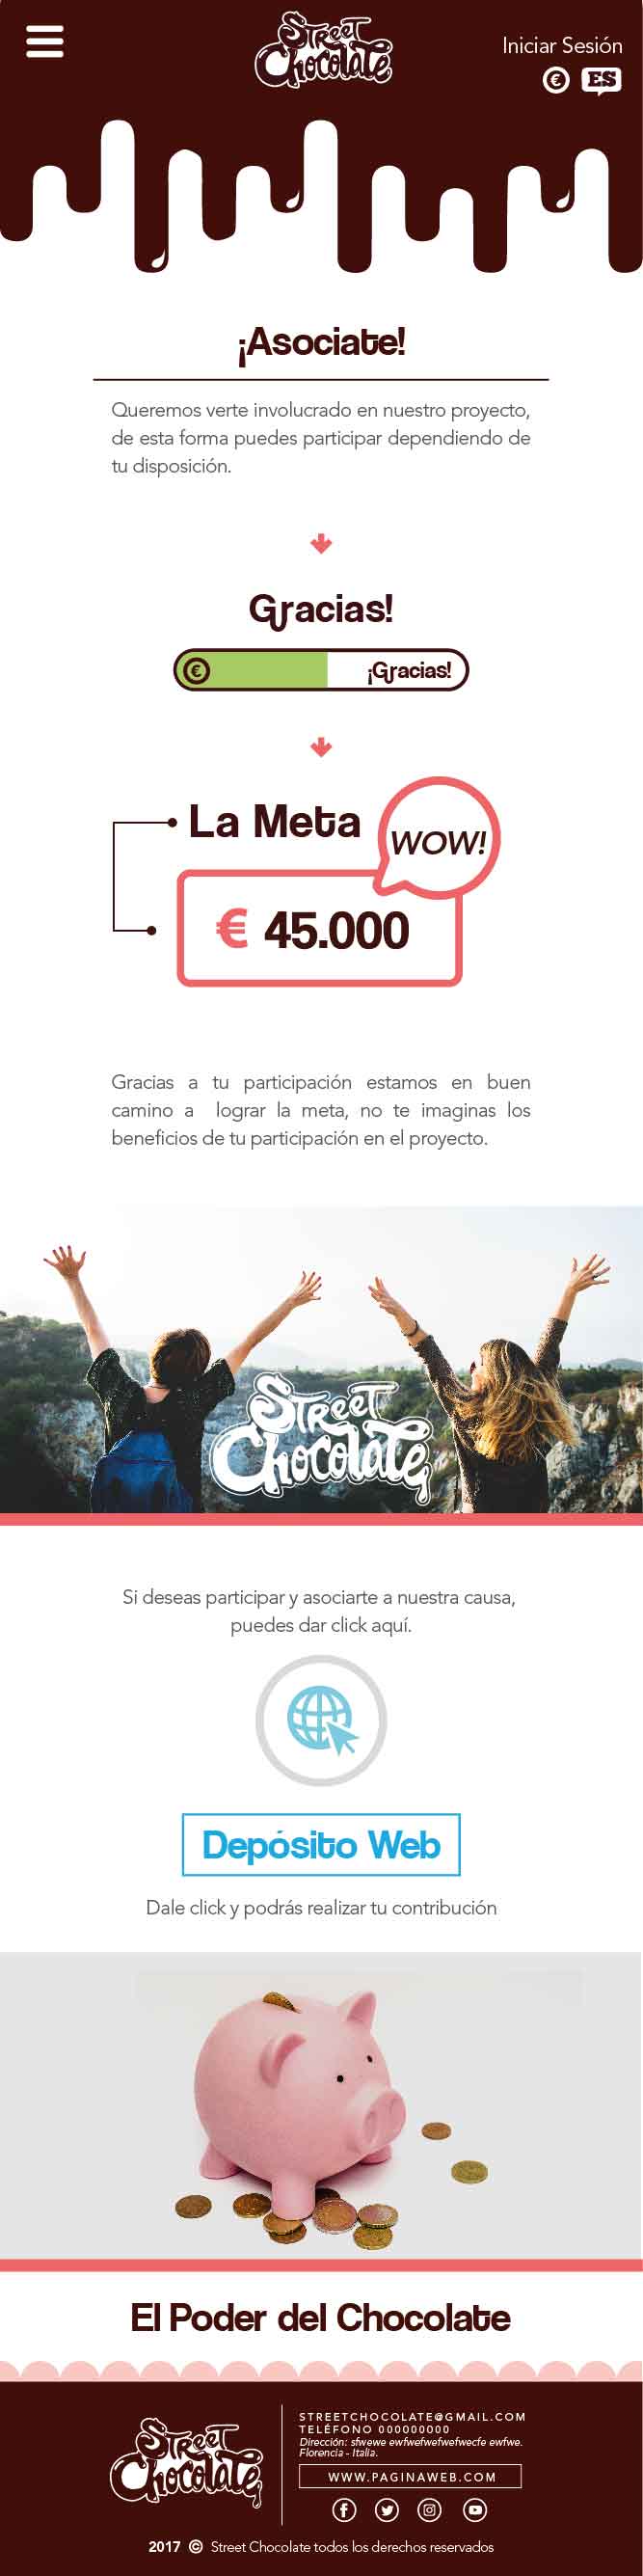 Street
Chocolate
Iniciar Sesión
€ ES
¡Asociate!
Queremos verte involucrado en nuestro proyecto,
de esta forma puedes participar dependiendo de
tu disposición.
Gracias!
€ ¡Gracias!
La Meta
WOW!
€ 45.000
Gracias a tu participación estamos en buen
camino a lograr la meta, no te imaginas los
beneficios de tu participación en el proyecto.
Street
Chocolate
Si deseas participar y asociarte a nuestra causa,
puedes dar click aquí.
Depósito Web
Dale click y podrás realizar tu contribución
El Poder del Chocolate
Street
Chocolate
STREETCHOCOLATE@GMAIL.COM
TELÉFONO 000000000
Dirección: sfwewe ewfwefwefwefwecfe ewfwe.
Florencia - Italia.
WWW.PAGINAWEB.COM
2017 © Street Chocolate todos los derechos reservados